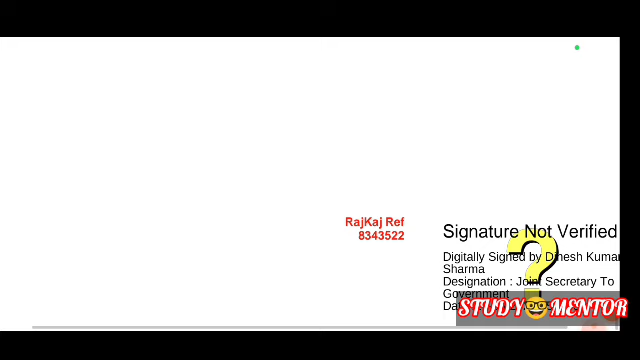 RajKaj Ref
8343522
Signature Not Verified
Digitally Signed by Dinesh Kumar
Sharma
Designation : Joint Secretary To
Government
STUDY MENTOR